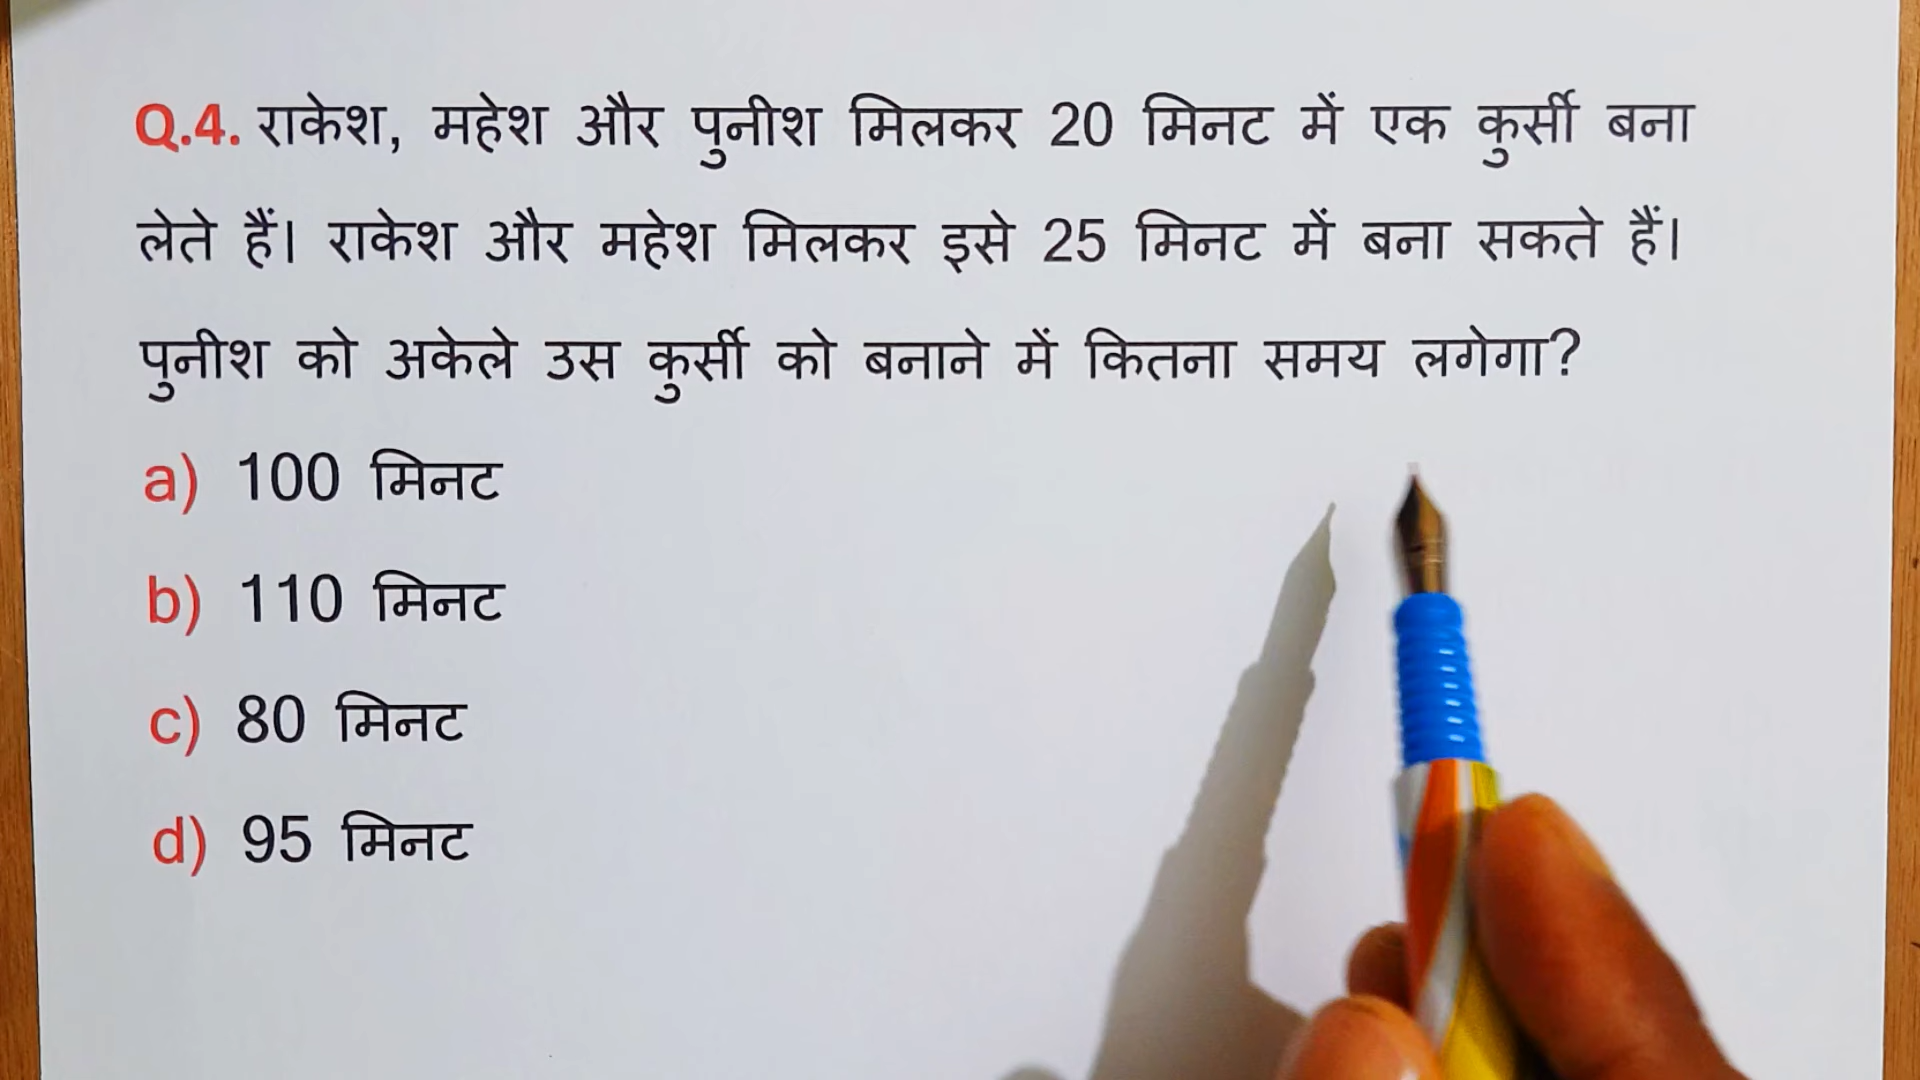 Q.4. राकेश, महेश और पुनीश मिलकर 20 मिनट में एक कुर्सी बना
लेते हैं। राकेश और महेश मिलकर इसे 25 मिनट में बना सकते हैं।
पुनीश को अकेले उस कुर्सी को बनाने में कितना समय लगेगा?
a) 100 मिनट
b) 110 मिनट
c) 80 मिनट
d) 95 मिनट